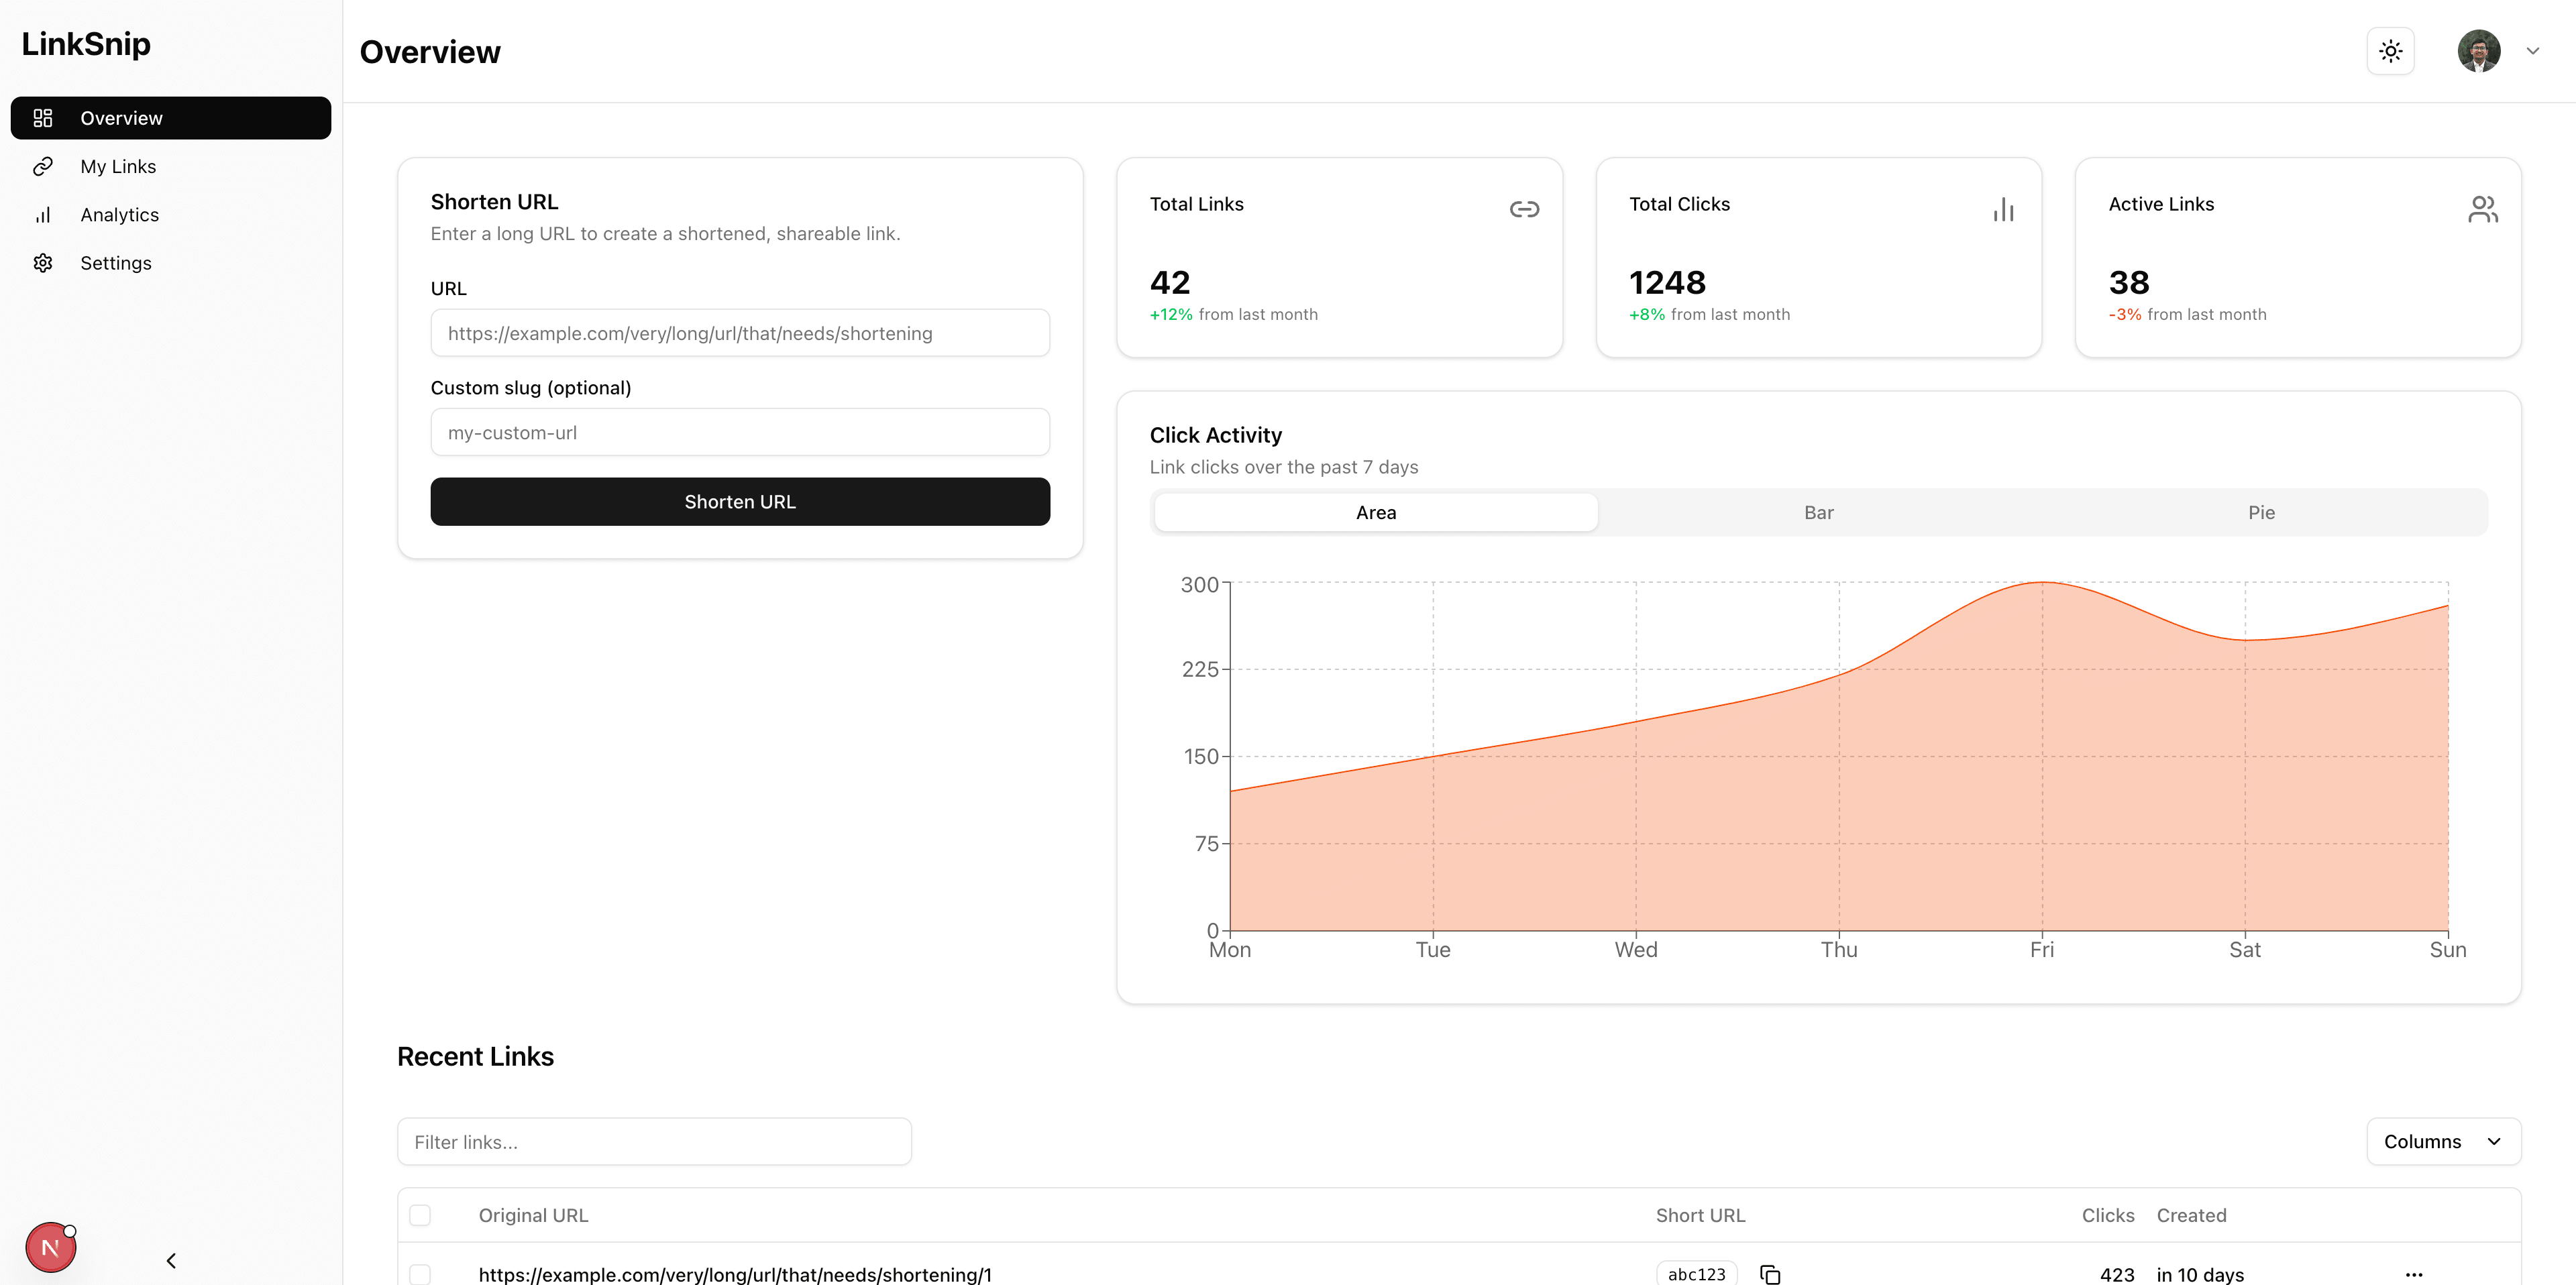 LinkSnip
Overview
My Links
Analytics
Settings
Overview
Shorten URL
Enter a long URL to create a shortened, shareable link.
URL
https://example.com/very/long/url/that/needs/shortening
Custom slug (optional)
my-custom-url
Shorten URL
Total Links
42
+12% from last month
Total Clicks
1248
+8% from last month
Active Links
38
-3% from last month
Click Activity
Link clicks over the past 7 days
Area Bar Pie
300
225
150
75
0
Mon Tue Wed Thu Fri Sat Sun
Recent Links
Filter links...
Columns
Original URL Short URL Clicks Created
https://example.com/very/long/url/that/needs/shortening/1 abc123 423 in 10 days
N